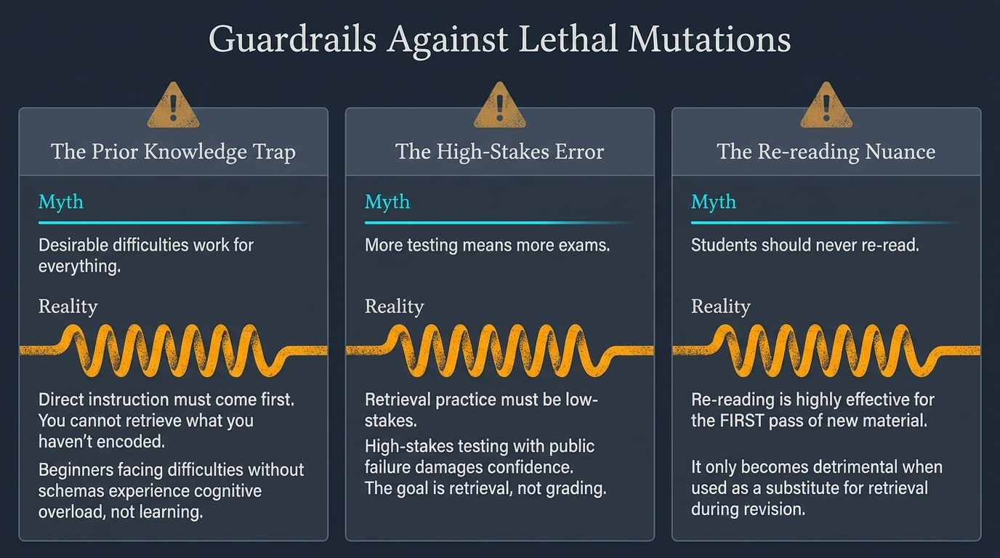 Guardrails Against Lethal Mutations
The Prior Knowledge Trap
Myth
Desirable difficulties work for
everything.
Reality
Direct instruction must come first.
You cannot retrieve what you
haven’t encoded.
Beginners facing difficulties without
schemas experience cognitive
overload, not learning.
The High-Stakes Error
Myth
More testing means more exams.
Reality
Retrieval practice must be low-
stakes.
High-stakes testing with public
failure damages confidence.
The goal is retrieval, not grading.
The Re-reading Nuance
Myth
Students should never re-read.
Reality
Re-reading is highly effective for
the FIRST pass of new material.
It only becomes detrimental when
used as a substitute for retrieval
during revision.